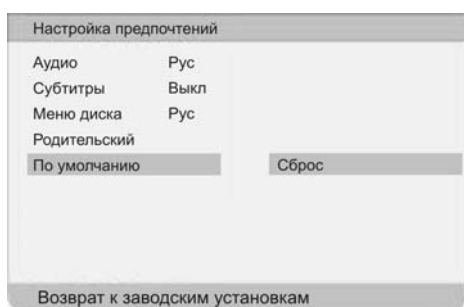 Настройка предпочтений
Аудио Рус
Субтитры Выкл
Меню диска Рус
Родительский
По умолчанию Сброс
Возврат к заводским установкам